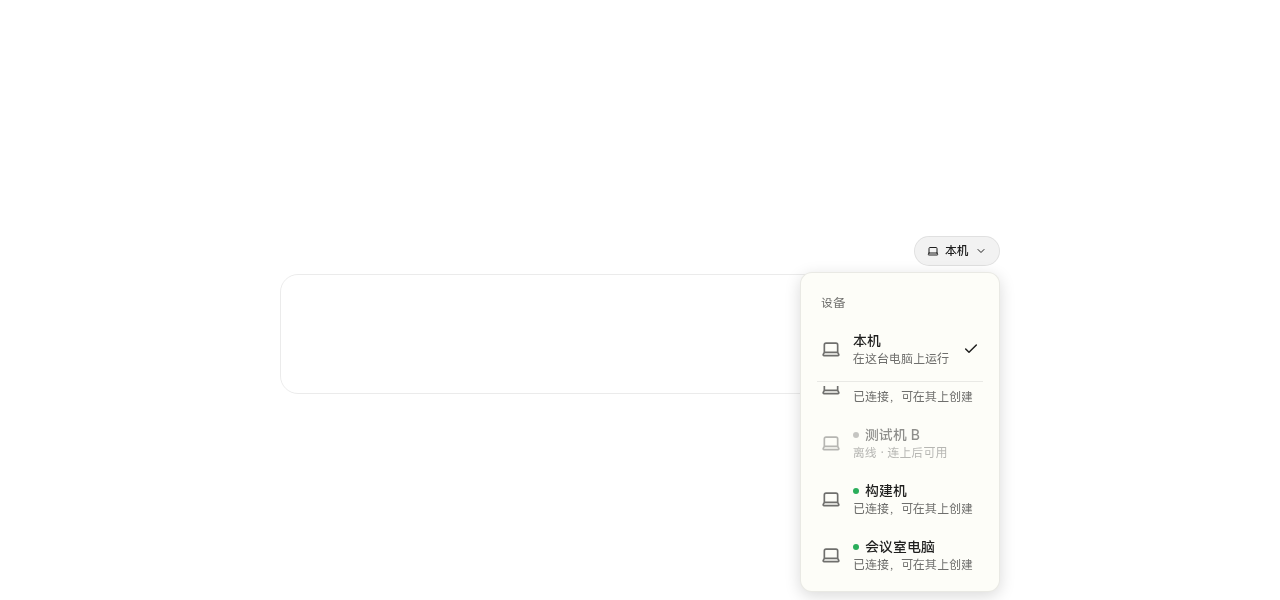 本机
设备
本机
在这台电脑上运行
已连接，可在其上创建
测试机 B
离线 · 连上后可用
构建机
已连接，可在其上创建
会议室电脑
已连接，可在其上创建